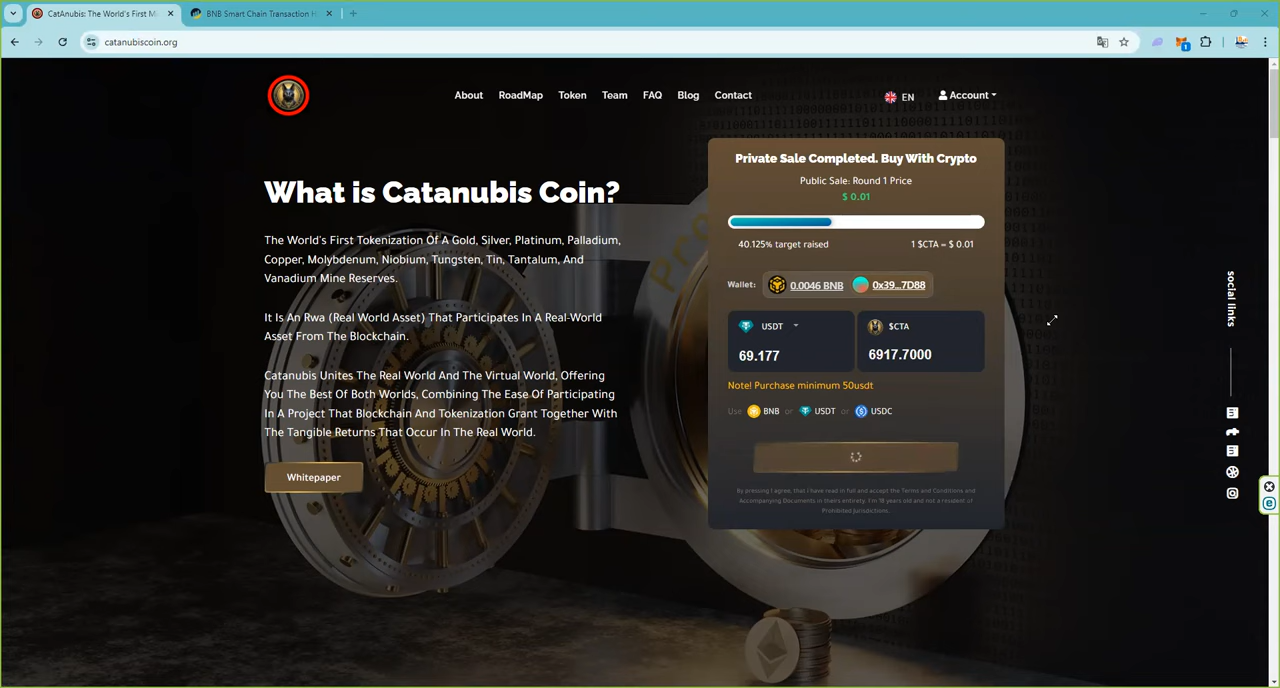 CatAnubis: The World's First Mi
BNB Smart Chain Transaction H
catanubiscoin.org
1
About RoadMap Token Team FAQ Blog Contact
EN Account
What is Catanubis Coin?
The World's First Tokenization Of A Gold, Silver, Platinum, Palladium,
Copper, Molybdenum, Niobium, Tungsten, Tin, Tantalum, And
Vanadium Mine Reserves.
It Is An Rwa (Real World Asset) That Participates In A Real-World
Asset From The Blockchain.
Catanubis Unites The Real World And The Virtual World, Offering
You The Best Of Both Worlds, Combining The Ease Of Participating
In A Project That Blockchain And Tokenization Grant Together With
The Tangible Returns That Occur In The Real World.
Whitepaper
Private Sale Completed. Buy With Crypto
Public Sale: Round 1 Price
$ 0.01
40.125% target raised 1 $CTA = $ 0.01
Wallet: 0.0046 BNB 0x39...7D88
USDT $CTA
69.177 6917.7000
Note! Purchase minimum 50usdt
Use BNB or USDT or USDC
By pressing I agree, that I have read in full and accept the Terms and Conditions and
Accompanying Documents in theirs entirety. I'm 18 years old and not a resident of
Prohibited Jurisdictions.
social links